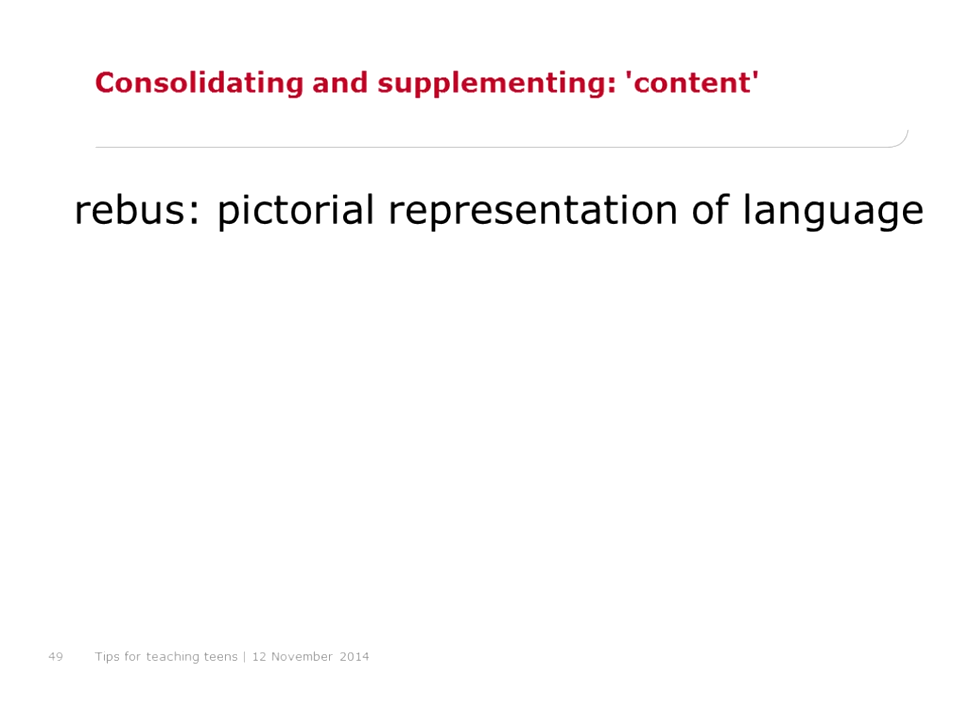 Consolidating and supplementing: 'content'
rebus: pictorial representation of language
49 Tips for teaching teens | 12 November 2014